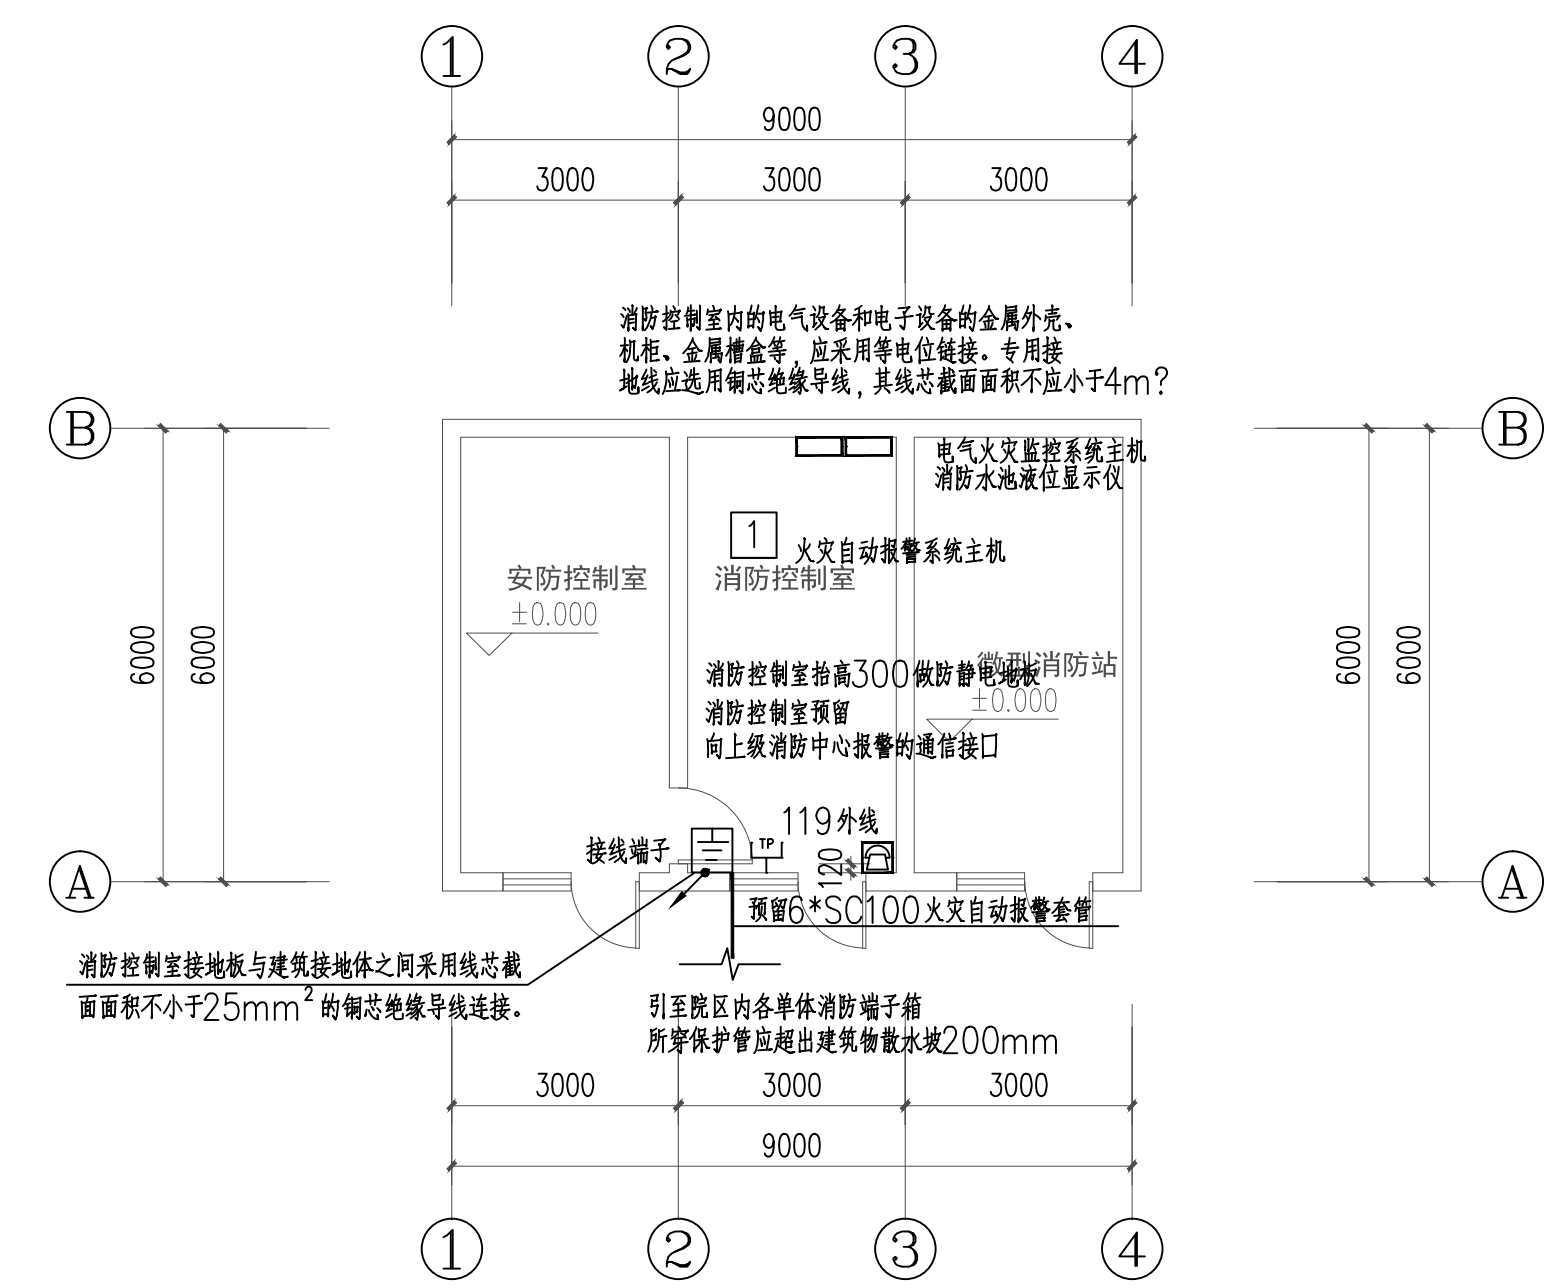 1 2 3 4
9000
3000 3000 3000
消防控制室内的电气设备和电子设备的金属外壳、
机柜、金属槽盒等,应采用等电位链接。专用接
地线应选用铜芯绝缘导线,其线芯截面面积不应小于4m?
B B
电气火灾监控系统主机
消防水池液位显示仪
1
火灾自动报警系统主机
安防控制室
±0.000
消防控制室
6000 6000 6000 6000
微型消防站
±0.000
消防控制室抬高300做防静电地板
消防控制室预留
向上级消防中心报警的通信接口
119外线
接线端子
TP
120
A A
预留6*SC100火灾自动报警套管
消防控制室接地板与建筑接地体之间采用线芯截
面面积不小于25mm²的铜芯绝缘导线连接。
引至院区内各单体消防端子箱
所穿保护管应超出建筑物散水坡200mm
3000 3000 3000
9000
1 2 3 4